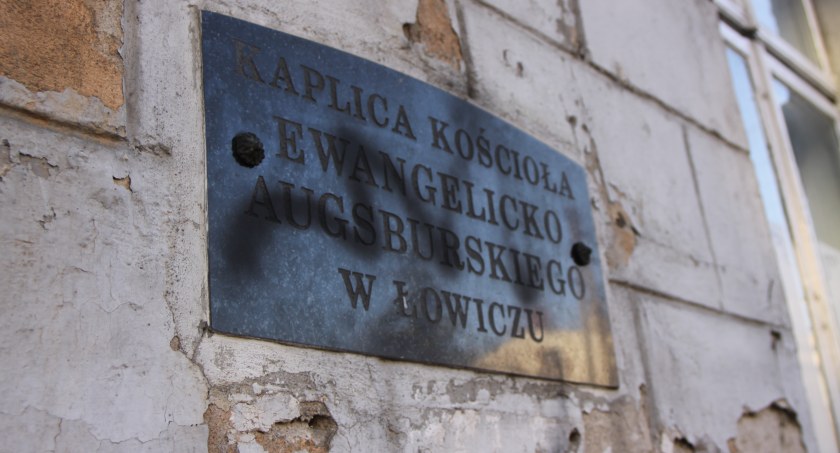 KAPLICA KOŚCIOŁA
EWANGELICKO
AUGSBURSKIEGO
W ŁOWICZU